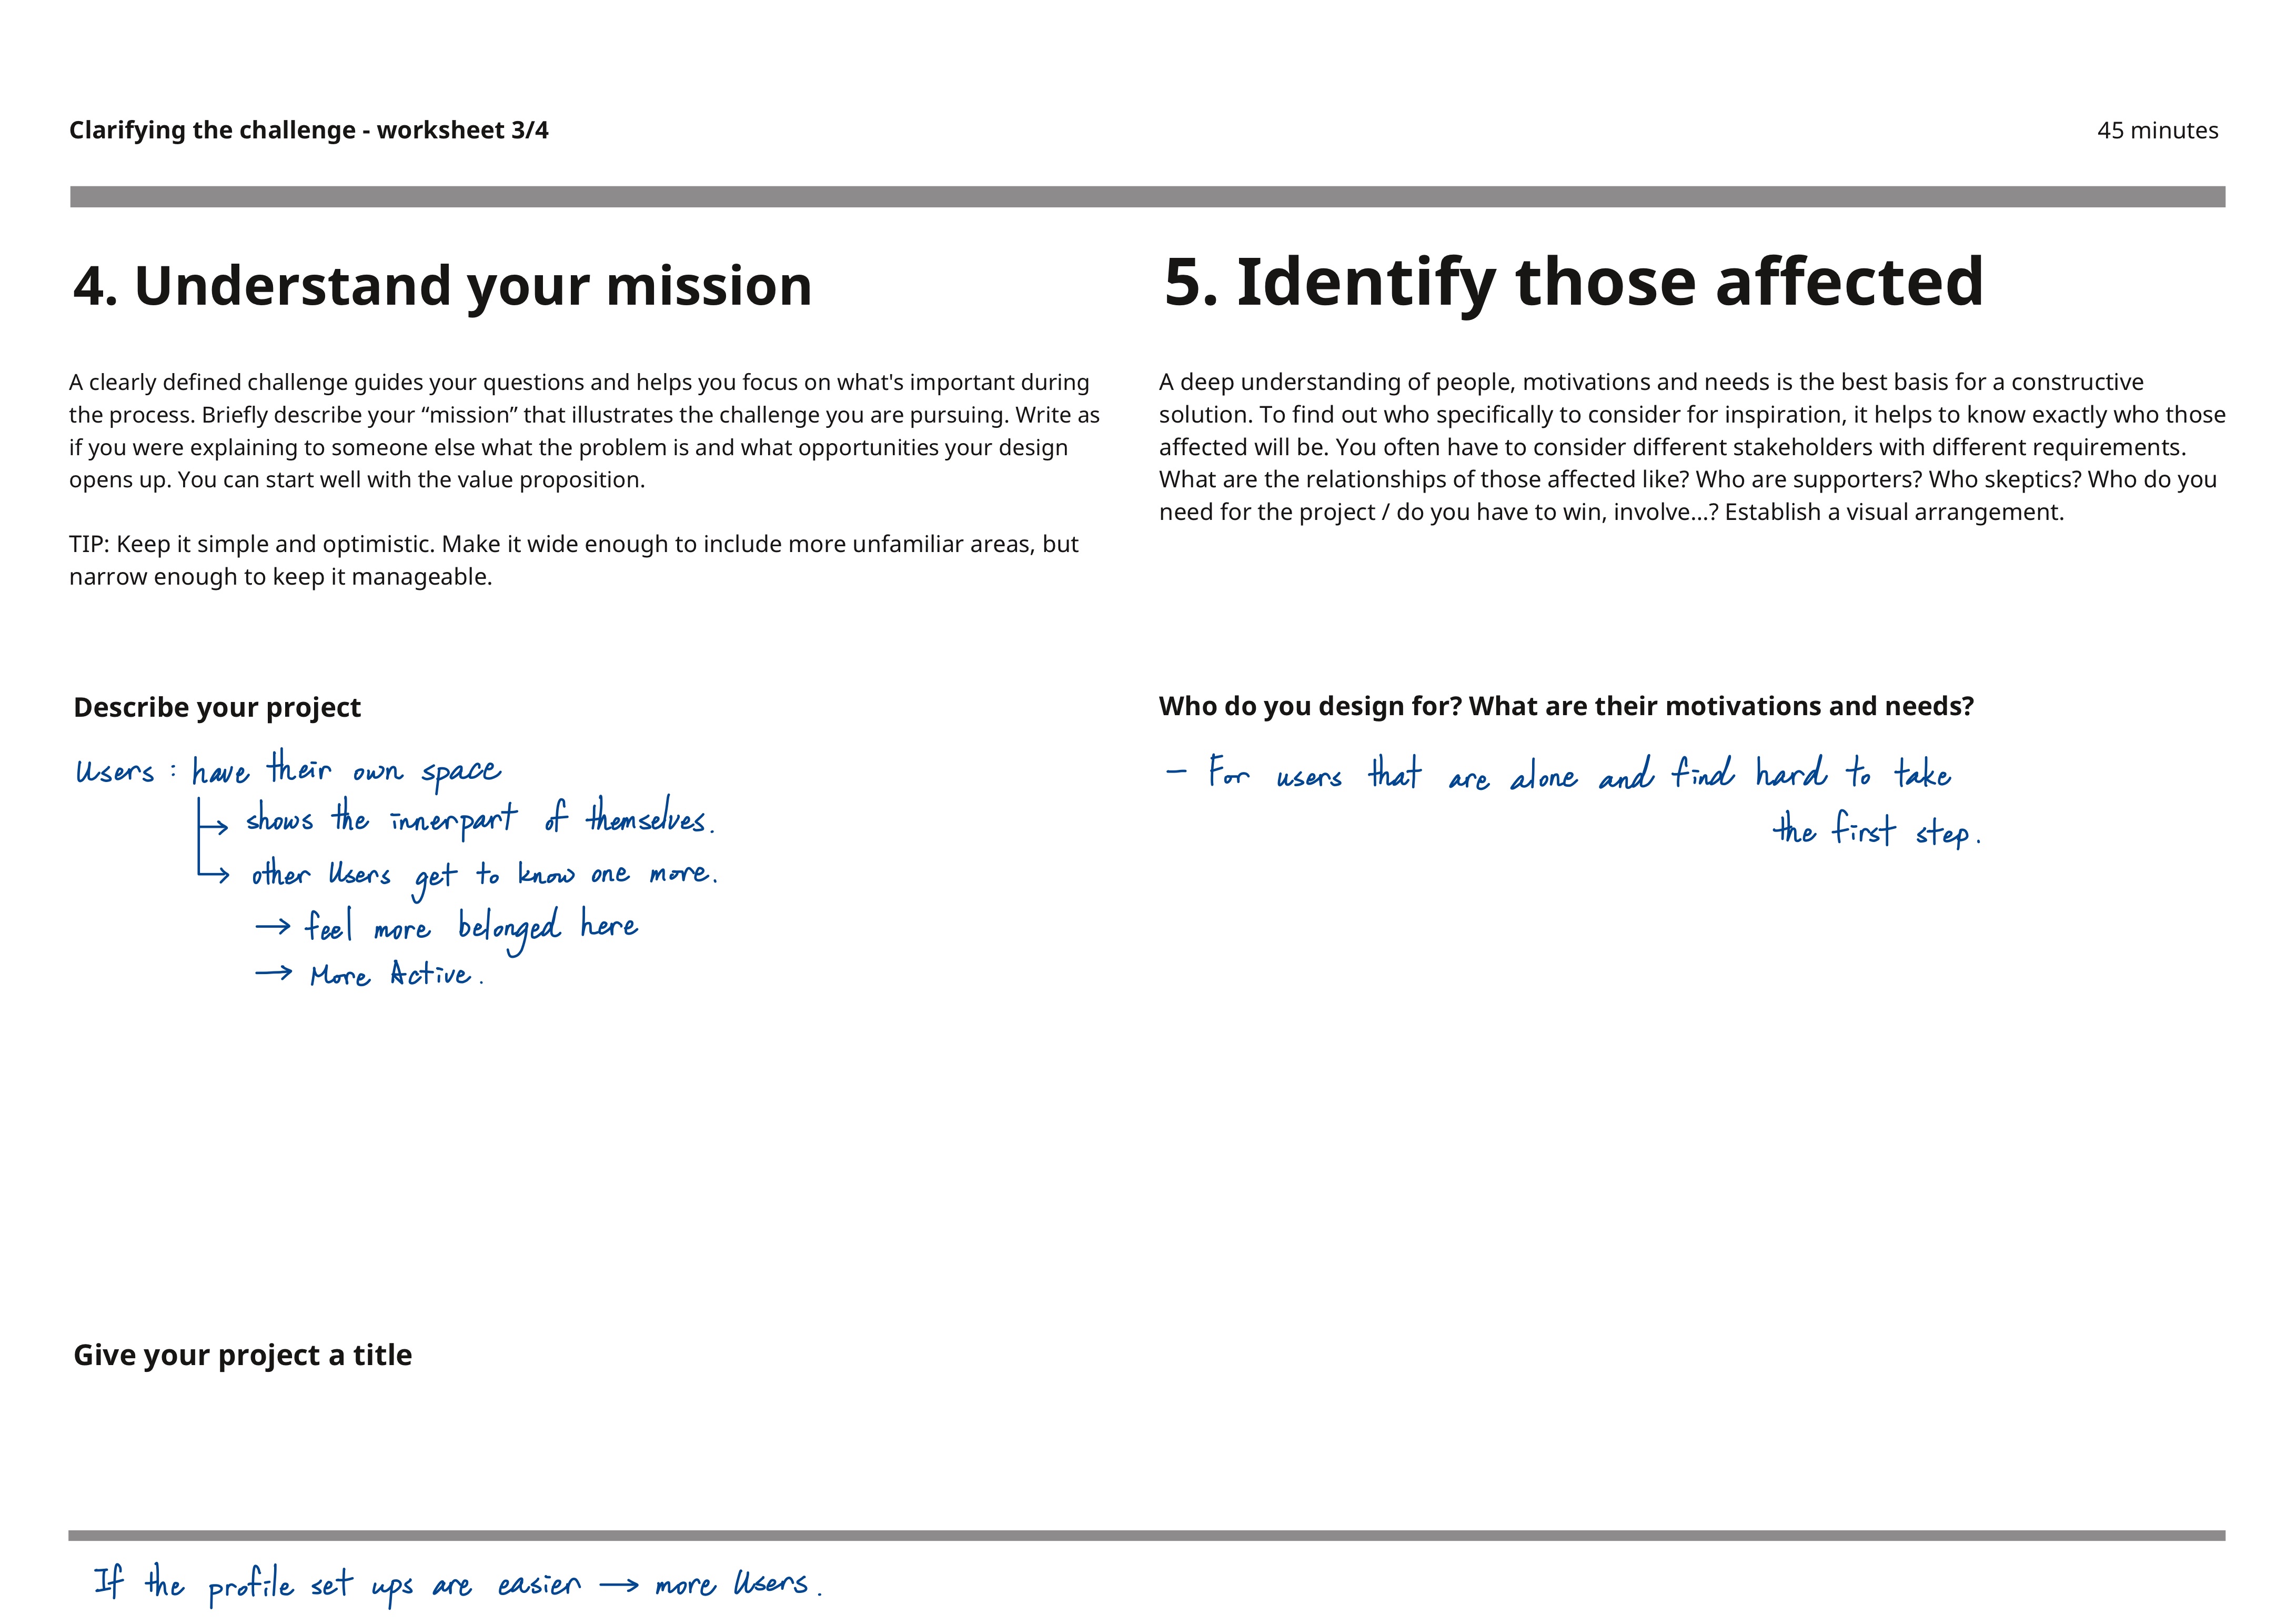 Clarifying the challenge - worksheet 3/4
45 minutes
4. Understand your mission
A clearly defined challenge guides your questions and helps you focus on what's important during
the process. Briefly describe your “mission” that illustrates the challenge you are pursuing. Write as
if you were explaining to someone else what the problem is and what opportunities your design
opens up. You can start well with the value proposition.
TIP: Keep it simple and optimistic. Make it wide enough to include more unfamiliar areas, but
narrow enough to keep it manageable.
Describe your project
Users : have their own space
→ shows the innerpart of themselves.
→ other Users get to know one more.
→ feel more belonged here
→ More Active.
Give your project a title
5. Identify those affected
A deep understanding of people, motivations and needs is the best basis for a constructive
solution. To find out who specifically to consider for inspiration, it helps to know exactly who those
affected will be. You often have to consider different stakeholders with different requirements.
What are the relationships of those affected like? Who are supporters? Who skeptics? Who do you
need for the project / do you have to win, involve...? Establish a visual arrangement.
Who do you design for? What are their motivations and needs?
– For users that are alone and find hard to take
the first step.
If the profile set ups are easier → more Users.